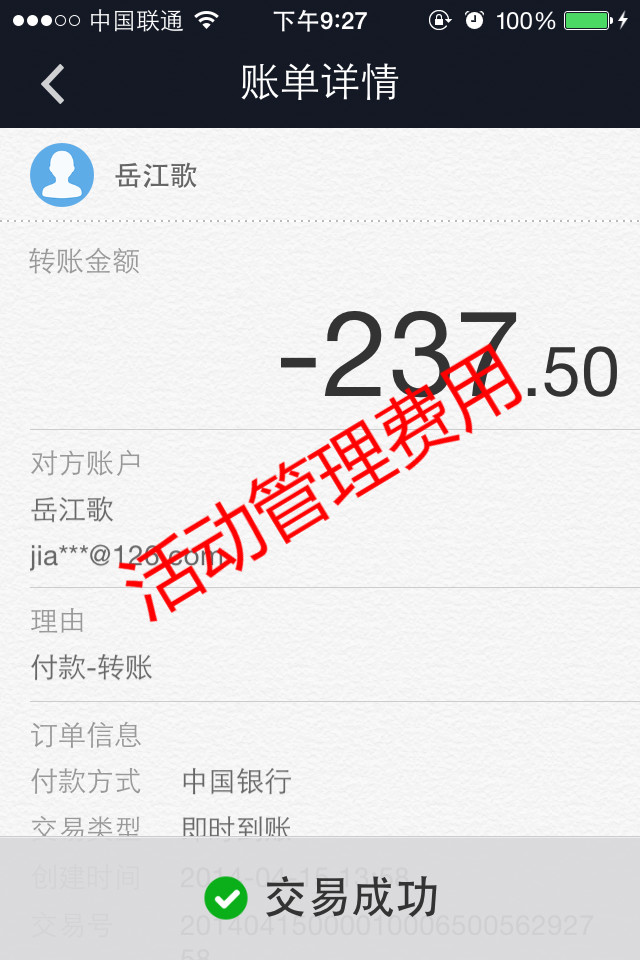 中国联通 下午9:27 100%
账单详情
岳江歌
转账金额
-237.50
活动管理费用
对方账户
岳江歌
jia***@126.com
理由
付款-转账
订单信息
付款方式 中国银行
交易类型 即时到账
创建时间 2014-04-15 13:58
交易成功
交易号 20140415000010006500562927
58